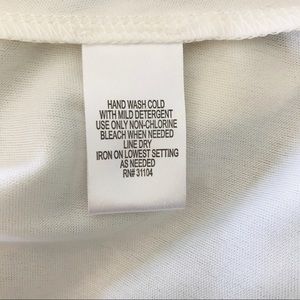 HAND WASH COLD
WITH MILD DETERGENT
USE ONLY NON-CHLORINE
BLEACH WHEN NEEDED
LINE DRY
IRON ON LOWEST SETTING
AS NEEDED
RN# 31104